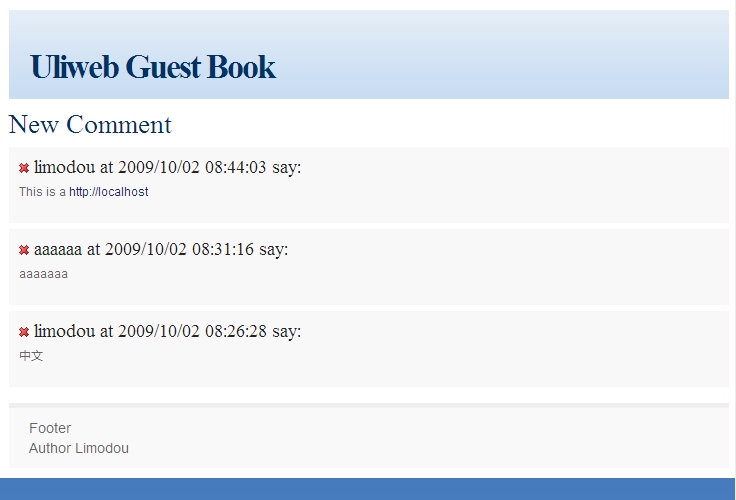 Uliweb Guest Book
New Comment
limodou at 2009/10/02 08:44:03 say:
This is a http://localhost
aaaaaa at 2009/10/02 08:31:16 say:
aaaaaaa
limodou at 2009/10/02 08:26:28 say:
中文
Footer
Author Limodou